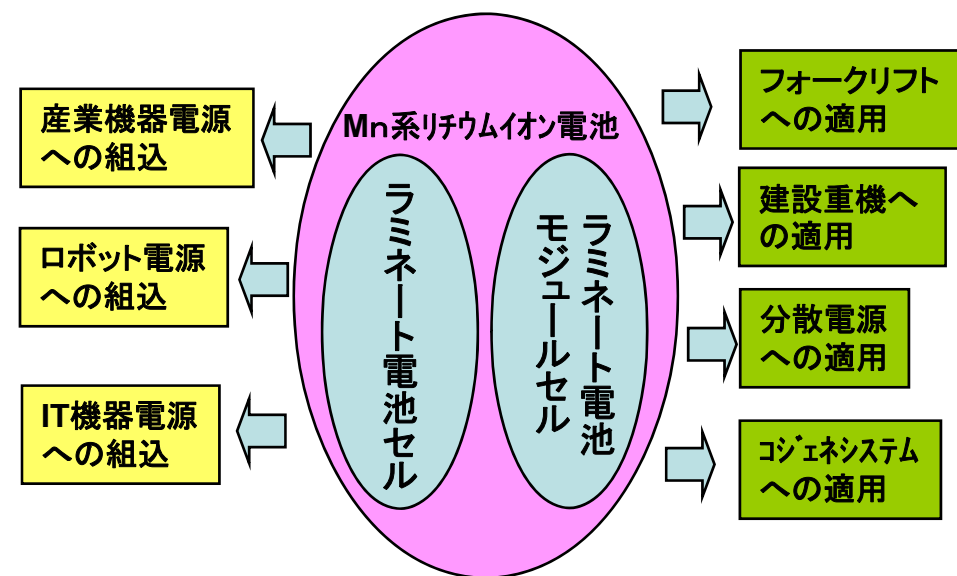 産業機器電源
への組込
ロボット電源
への組込
IT機器電源
への組込
Mn系リチウムイオン電池
ラミネート電池セル
ラミネート電池
モジュールセル
フォークリフト
への適用
建設重機へ
の適用
分散電源
への適用
コジェネシステム
への適用